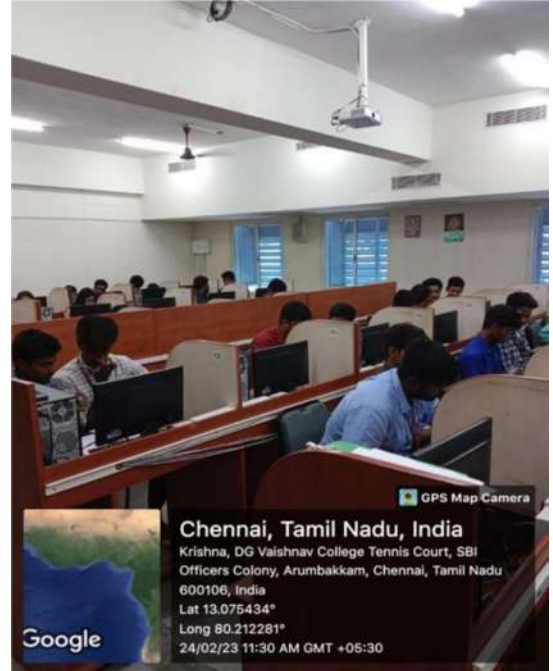 GPS Map Camera
Chennai, Tamil Nadu, India
Krishna, DG Vaishnav College Tennis Court, SBI
Officers Colony, Arumbakkam, Chennai, Tamil Nadu
600106, India
Lat 13.075434°
Long 80.212281°
24/02/23 11:30 AM GMT +05:30
Google